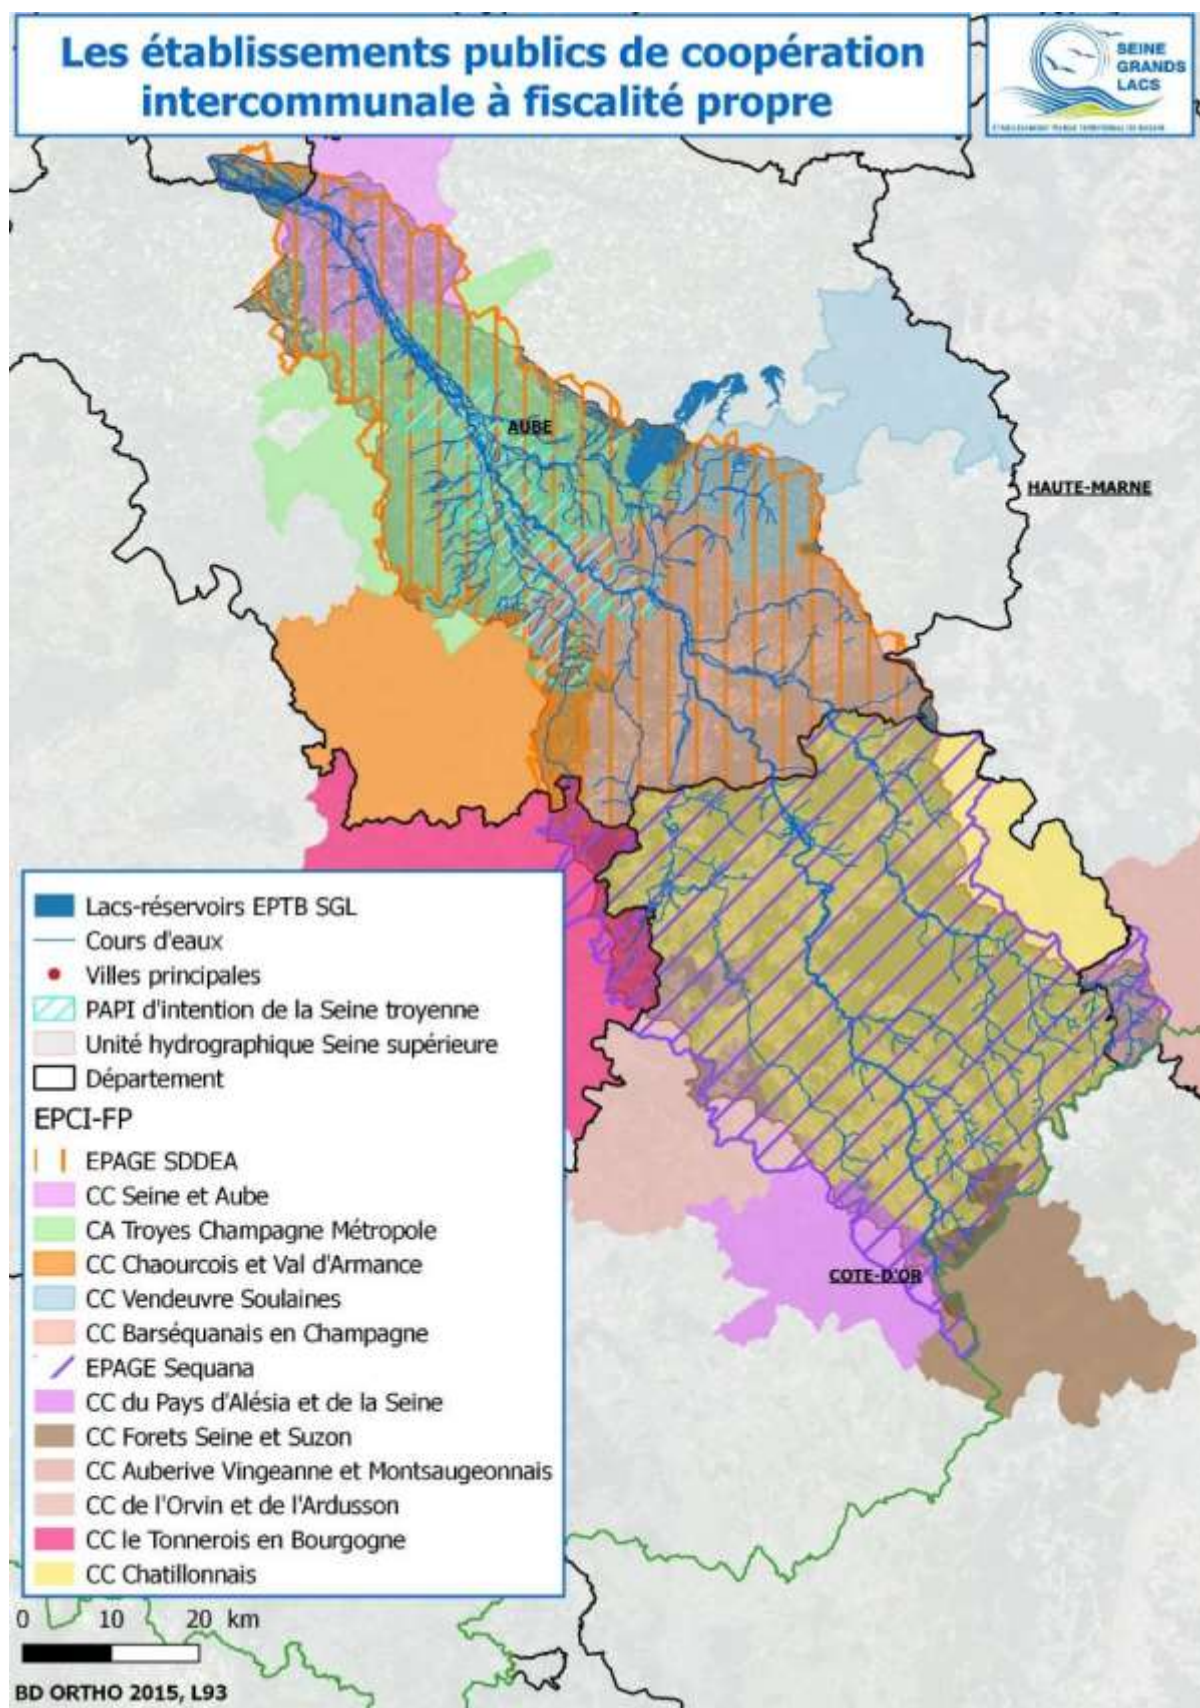 Les établissements publics de coopération
intercommunale à fiscalité propre
SEINE
GRANDS
LACS
ÉTABLISSEMENT PUBLIC TERRITORIAL DE BASSIN
AUBE
HAUTE-MARNE
COTE-D'OR
Lacs-réservoirs EPTB SGL
Cours d'eaux
Villes principales
PAPI d'intention de la Seine troyenne
Unité hydrographique Seine supérieure
Département
EPCI-FP
EPAGE SDDEA
CC Seine et Aube
CA Troyes Champagne Métropole
CC Chaourcois et Val d'Armance
CC Vendeuvre Soulaines
CC Barséquanais en Champagne
EPAGE Sequana
CC du Pays d'Alésia et de la Seine
CC Forets Seine et Suzon
CC Auberive Vingeanne et Montsaugeonnais
CC de l'Orvin et de l'Ardusson
CC le Tonnerois en Bourgogne
CC Chatillonnais
0 10 20 km
BD ORTHO 2015, L93